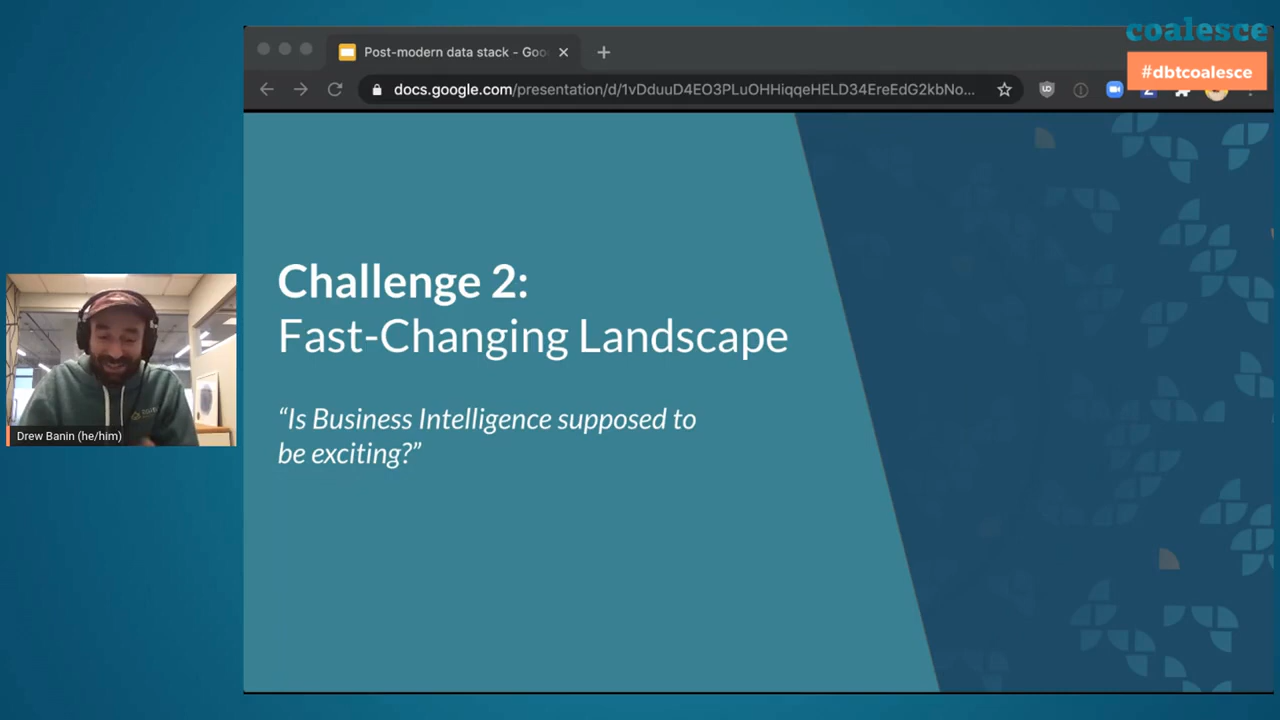 coalesce
#dbtcoalesce
Post-modern data stack - Goo
docs.google.com/presentation/d/1vDduuD4EO3PLuOHHiqqeHELD34EreEdG2kbNo...
Challenge 2:
Fast-Changing Landscape
“Is Business Intelligence supposed to
be exciting?”
Drew Banin (he/him)